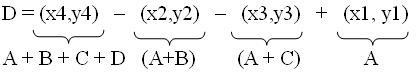 D = (x4,y4) – (x2,y2) – (x3,y3) + (x1, y1)
A + B + C + D (A+B) (A + C) A